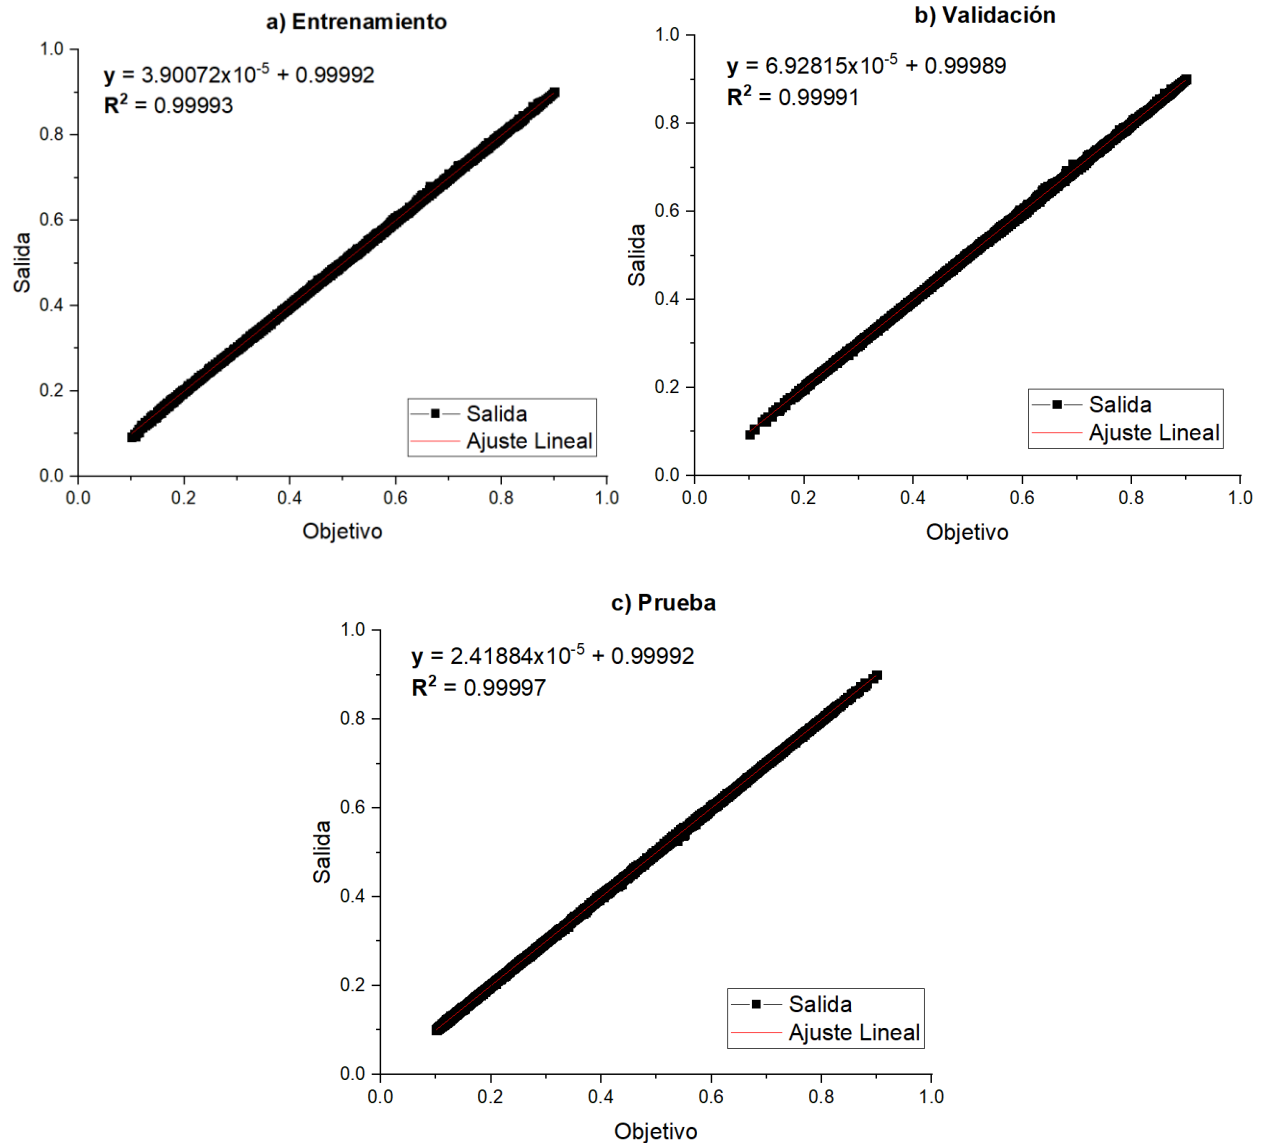 a) Entrenamiento
y = 3.90072x10⁻⁵ + 0.99992
R² = 0.99993
1.0
0.8
0.6
0.4
0.2
0.0
Salida
Salida
Ajuste Lineal
0.0 0.2 0.4 0.6 0.8 1.0
Objetivo
b) Validación
y = 6.92815x10⁻⁵ + 0.99989
R² = 0.99991
1.0
0.8
0.6
0.4
0.2
0.0
Salida
Salida
Ajuste Lineal
0.0 0.2 0.4 0.6 0.8 1.0
Objetivo
c) Prueba
y = 2.41884x10⁻⁵ + 0.99992
R² = 0.99997
1.0
0.8
0.6
0.4
0.2
0.0
Salida
Salida
Ajuste Lineal
0.0 0.2 0.4 0.6 0.8 1.0
Objetivo